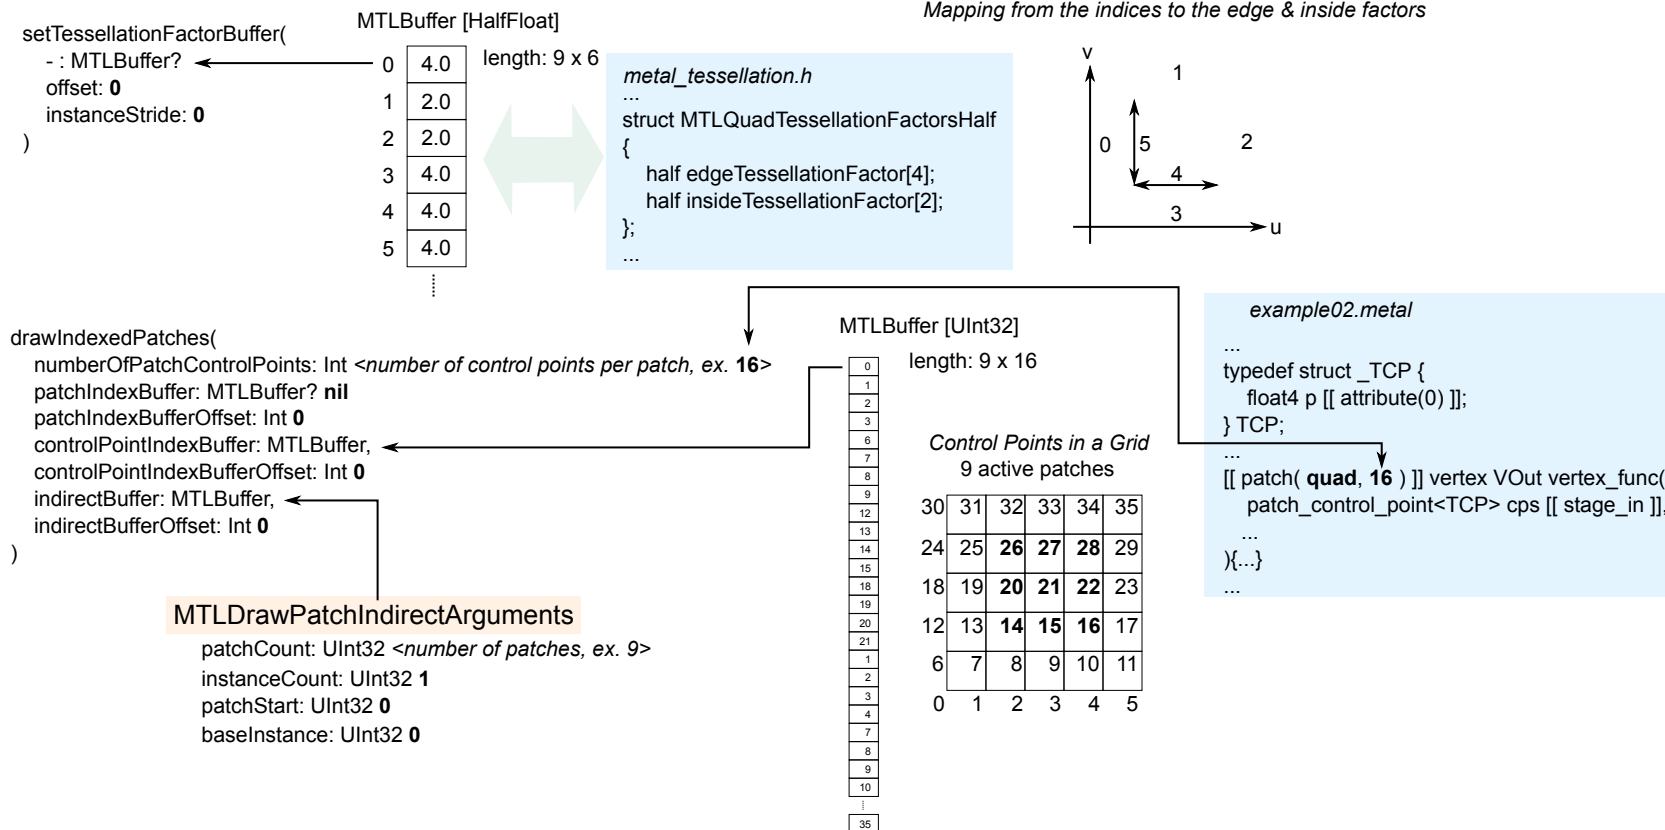 setTessellationFactorBuffer(
- : MTLBuffer?
offset: 0
instanceStride: 0
)
MTLBuffer [HalfFloat]
length: 9 x 6
0 4.0
1 2.0
2 2.0
3 4.0
4 4.0
5 4.0
metal_tessellation.h
...
struct MTLQuadTessellationFactorsHalf
{
half edgeTessellationFactor[4];
half insideTessellationFactor[2];
};
...
Mapping from the indices to the edge & inside factors
v
1
0 5 2
4
3
u
drawIndexedPatches(
numberOfPatchControlPoints: Int <number of control points per patch, ex. 16>
patchIndexBuffer: MTLBuffer? nil
patchIndexBufferOffset: Int 0
controlPointIndexBuffer: MTLBuffer,
controlPointIndexBufferOffset: Int 0
indirectBuffer: MTLBuffer,
indirectBufferOffset: Int 0
)
MTLDrawPatchIndirectArguments
patchCount: UInt32 <number of patches, ex. 9>
instanceCount: UInt32 1
patchStart: UInt32 0
baseInstance: UInt32 0
MTLBuffer [UInt32]
length: 9 x 16
0
1
2
3
6
7
8
9
12
13
14
15
18
19
20
21
1
2
3
4
7
8
9
10
35
Control Points in a Grid
9 active patches
30 31 32 33 34 35
24 25 26 27 28 29
18 19 20 21 22 23
12 13 14 15 16 17
6 7 8 9 10 11
0 1 2 3 4 5
example02.metal
...
typedef struct _TCP {
float4 p [[ attribute(0) ]];
} TCP;
...
[[ patch( quad, 16 ) ]] vertex VOut vertex_func(
patch_control_point<TCP> cps [[ stage_in ]],
...
){...}
...